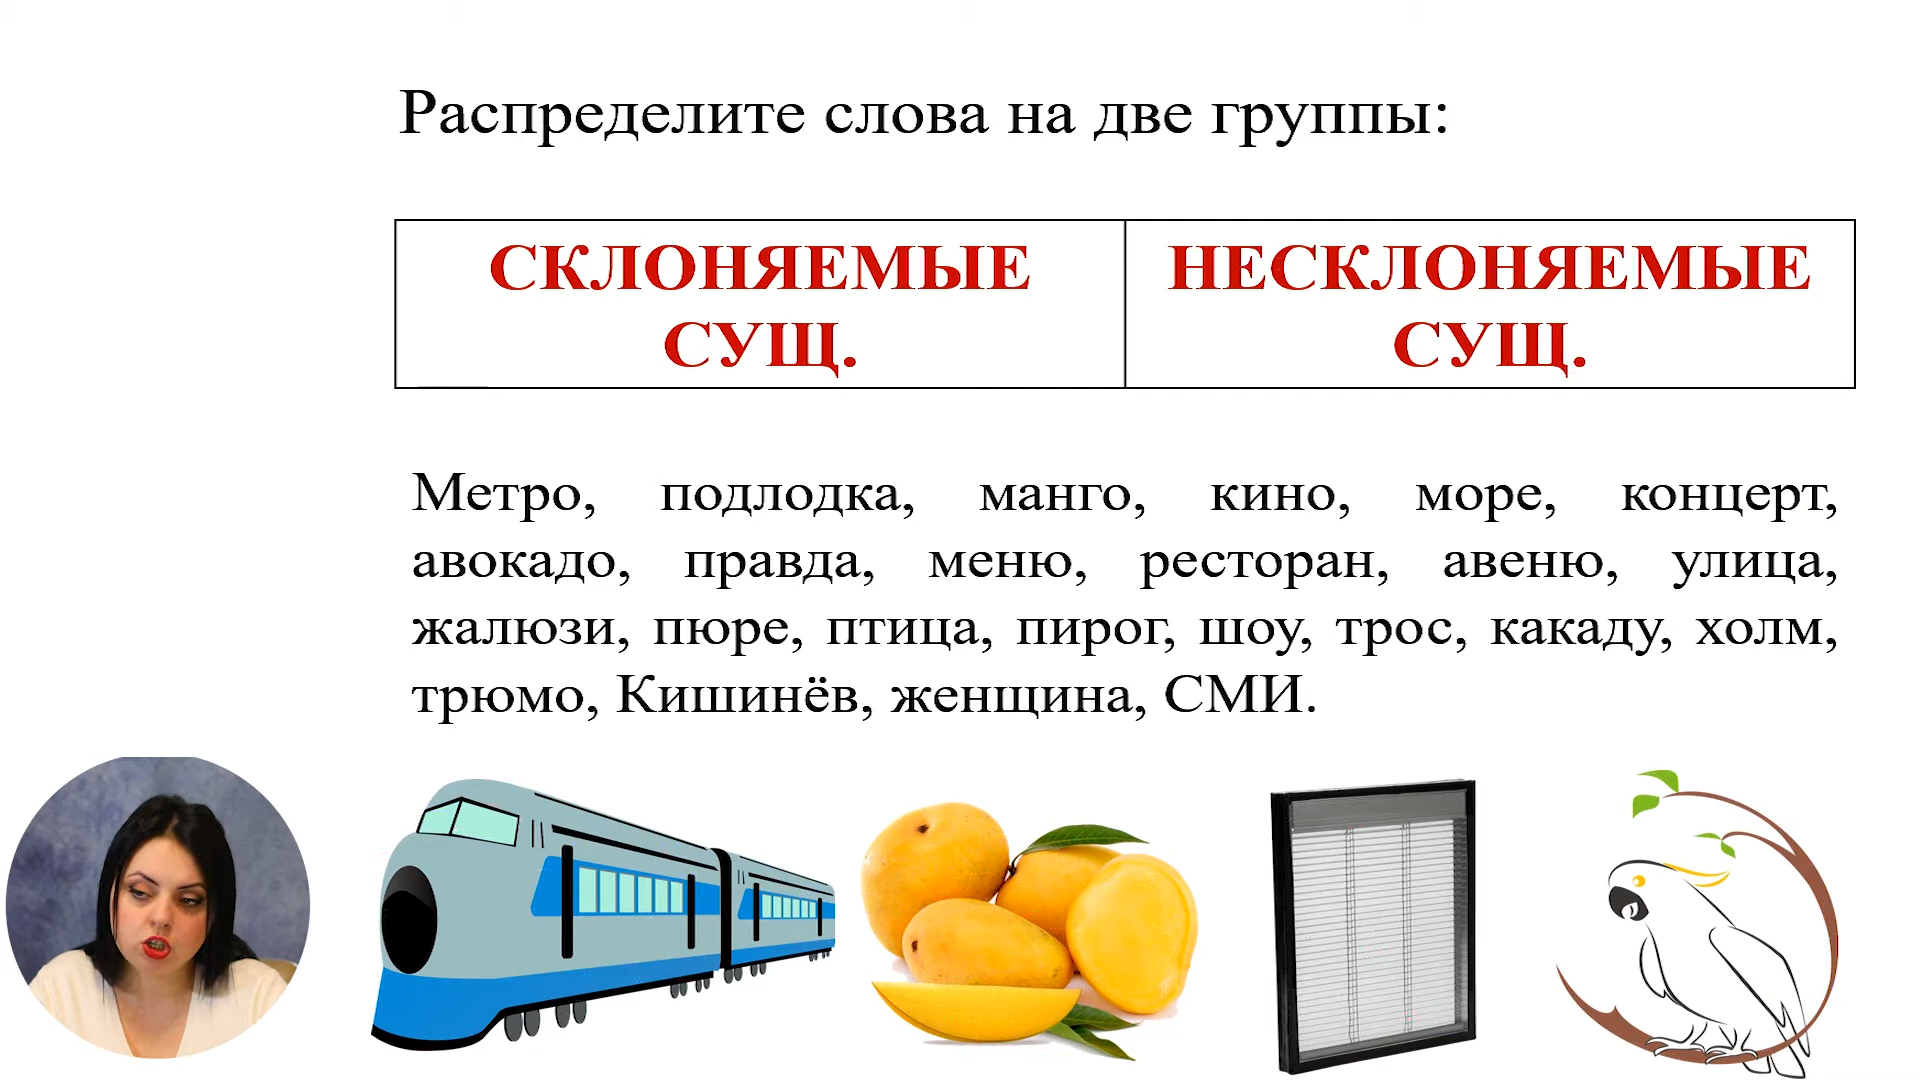 Распределите слова на две группы:
СКЛОНЯЕМЫЕ СУЩ.
НЕСКЛОНЯЕМЫЕ СУЩ.
Метро, подлодка, манго, кино, море, концерт,
авокадо, правда, меню, ресторан, авеню, улица,
жалюзи, пюре, птица, пирог, шоу, трос, какаду, холм,
трюмо, Кишинёв, женщина, СМИ.